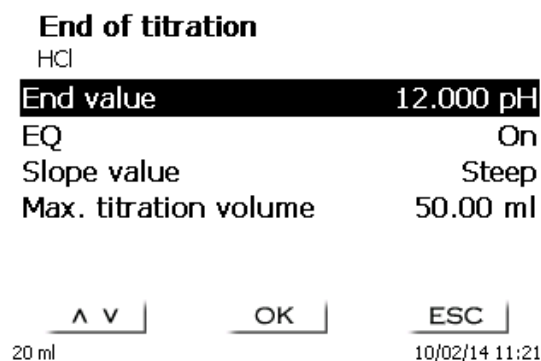 End of titration
HCl
End value 12.000 pH
EQ On
Slope value Steep
Max. titration volume 50.00 ml
∧ ∨ OK ESC
20 ml 10/02/14 11:21